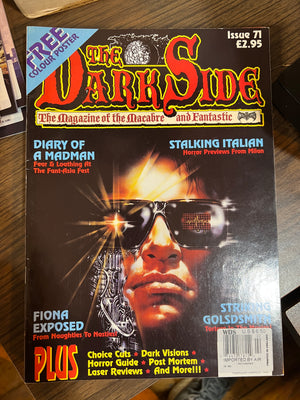 FREE
COLOUR POSTER
Issue 71
£2.95
THE
DARK SIDE
The Magazine of the Macabre and Fantastic
DIARY OF
A MADMAN
Fear & Loathing At
The Fant-Asia Fest
STALKING ITALIAN
Horror Previews From Milan
FIONA
EXPOSED
From Naughties To
GOLDSMITH
PLUS
Choice Cuts ★ Dark Visions ★
Horror Guide ★ Post Mortem ★
Laser Reviews ★ And More!!!
WDS
IMPORTED BY AIR